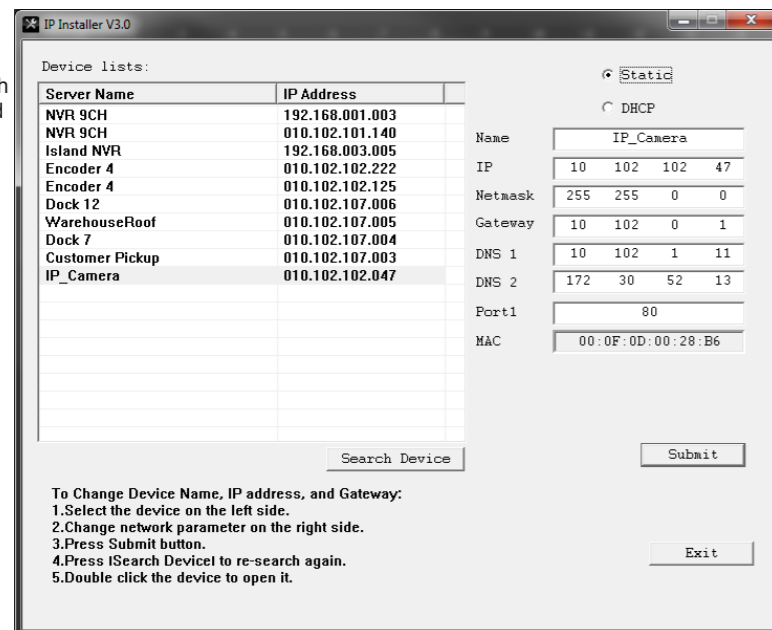 IP Installer V3.0
Device lists:
Server Name IP Address
NVR 9CH 192.168.001.003
NVR 9CH 010.102.101.140
Island NVR 192.168.003.005
Encoder 4 010.102.102.222
Encoder 4 010.102.102.125
Dock 12 010.102.107.006
WarehouseRoof 010.102.107.005
Dock 7 010.102.107.004
Customer Pickup 010.102.107.003
IP_Camera 010.102.102.047
Search Device
To Change Device Name, IP address, and Gateway:
1.Select the device on the left side.
2.Change network parameter on the right side.
3.Press Submit button.
4.Press |Search Device| to re-search again.
5.Double click the device to open it.
Static
DHCP
Name IP_Camera
IP 10 102 102 47
Netmask 255 255 0 0
Gateway 10 102 0 1
DNS 1 10 102 1 11
DNS 2 172 30 52 13
Port1 80
MAC 00:0F:0D:00:28:B6
Submit
Exit